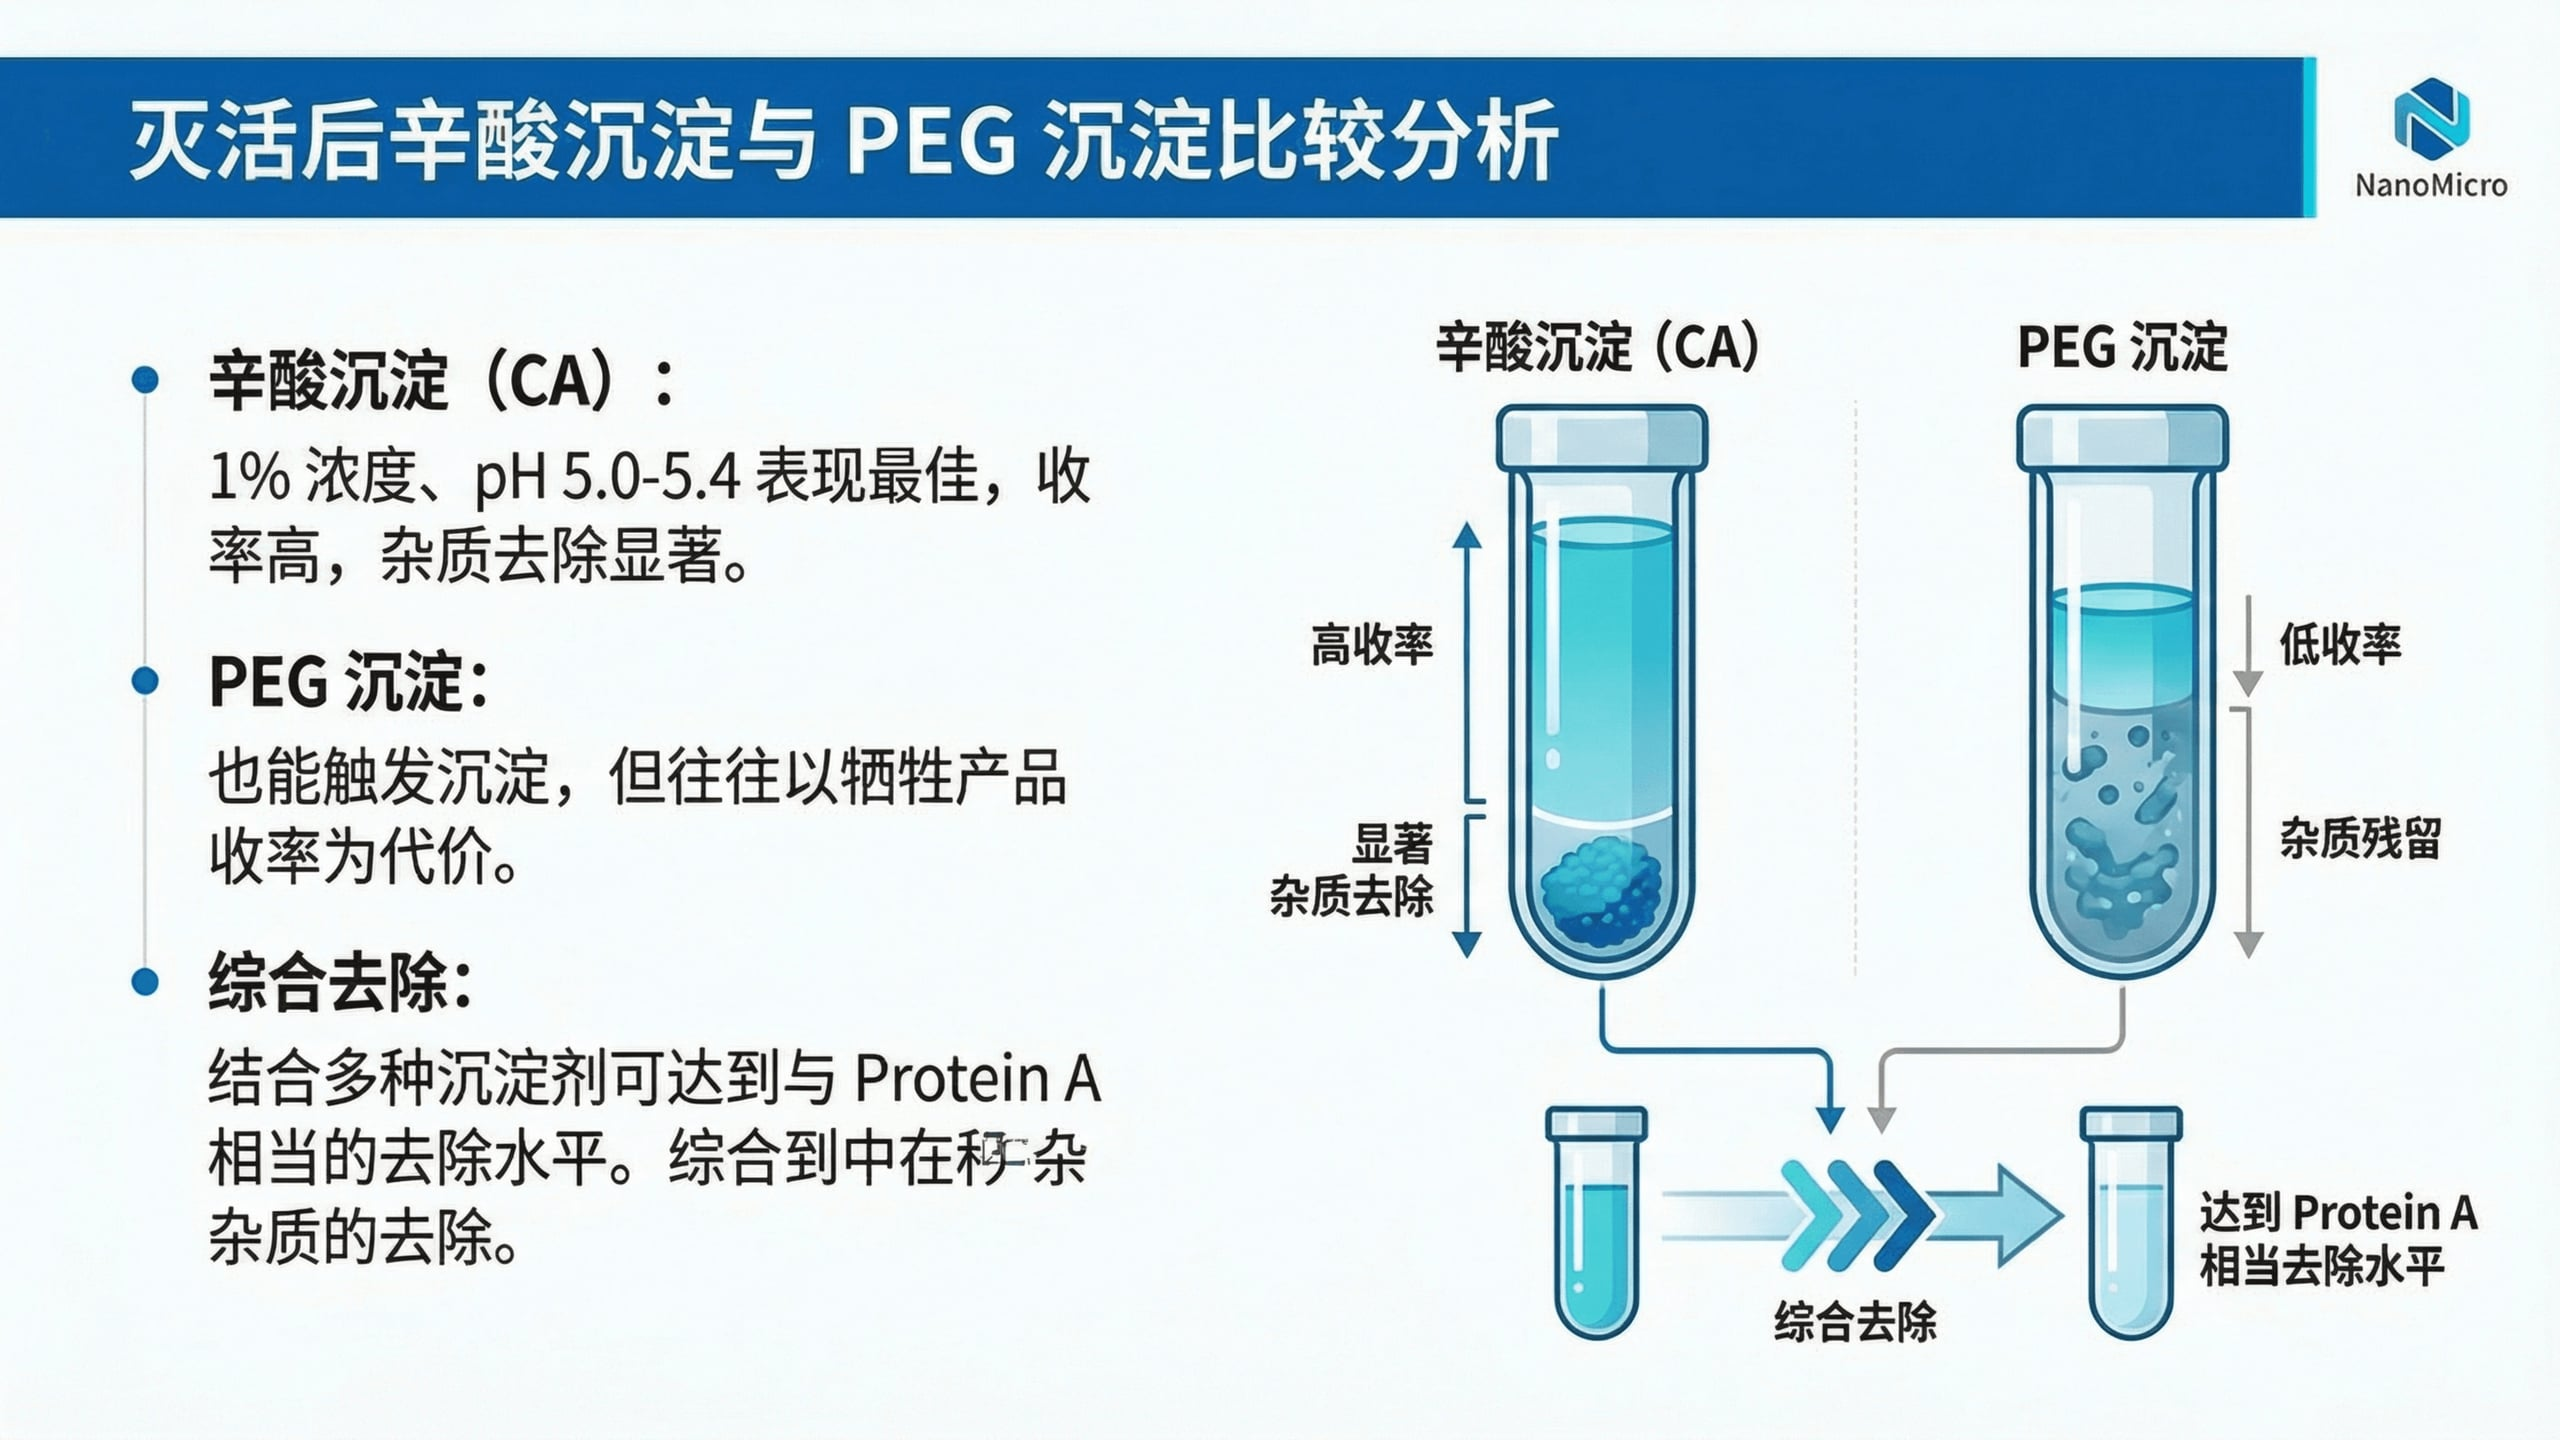 灭活后辛酸沉淀与 PEG 沉淀比较分析
NanoMicro
辛酸沉淀（CA）：
1% 浓度、pH 5.0-5.4 表现最佳，收
率高，杂质去除显著。
PEG 沉淀：
也能触发沉淀，但往往以牺牲产品
收率为代价。
综合去除：
结合多种沉淀剂可达到与 Protein A
相当的去除水平。综合到中在 杂
杂质的去除。
辛酸沉淀（CA）
PEG 沉淀
高收率
显著
杂质去除
低收率
杂质残留
综合去除
达到 Protein A
相当去除水平